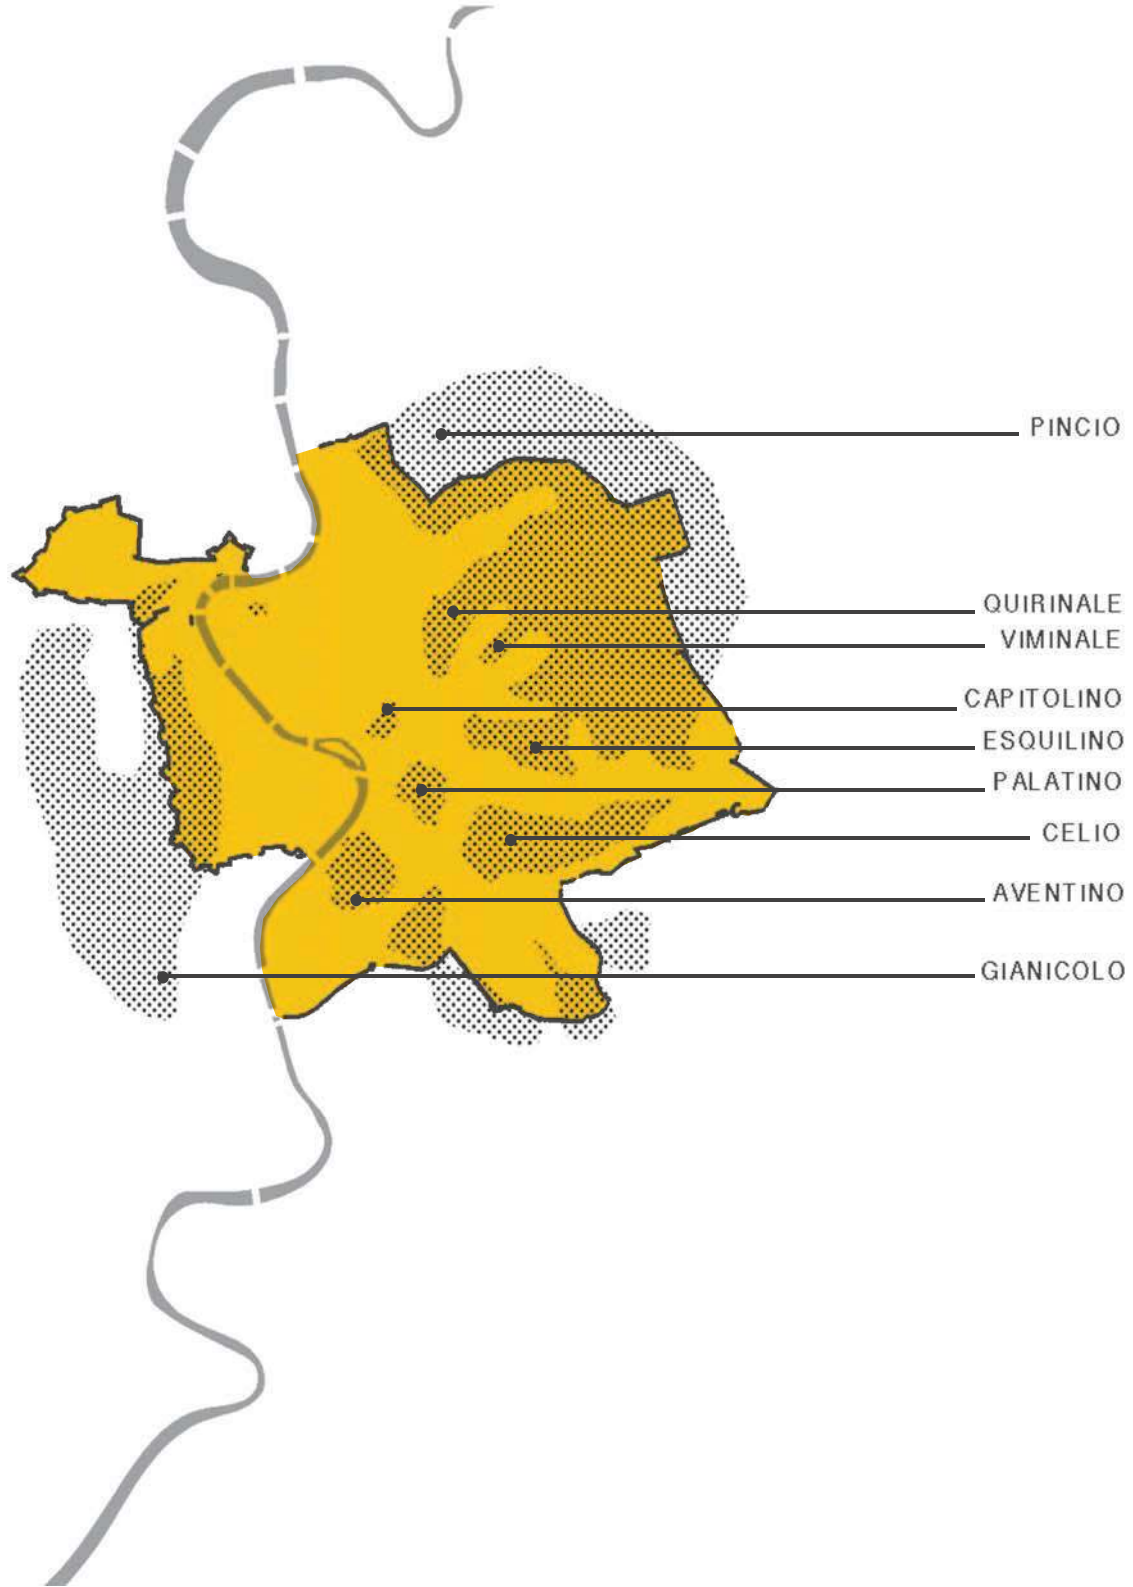 PINCIO
QUIRINALE
VIMINALE
CAPITOLINO
ESQUILINO
PALATINO
CELIO
AVENTINO
GIANICOLO